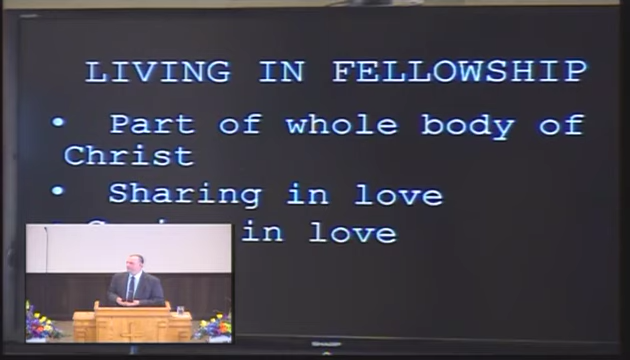 LIVING IN FELLOWSHIP
• Part of whole body of
Christ
• Sharing in love
in love